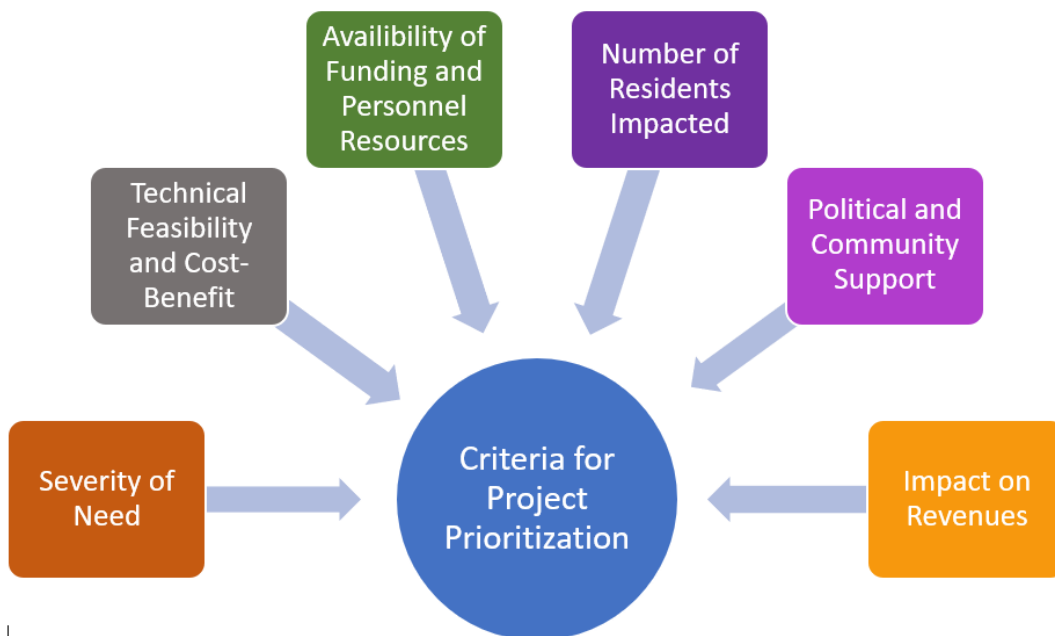 Availibility of
Funding and
Personnel
Resources
Number of
Residents
Impacted
Technical
Feasibility
and Cost-
Benefit
Political and
Community
Support
Severity of
Need
Criteria for
Project
Prioritization
Impact on
Revenues